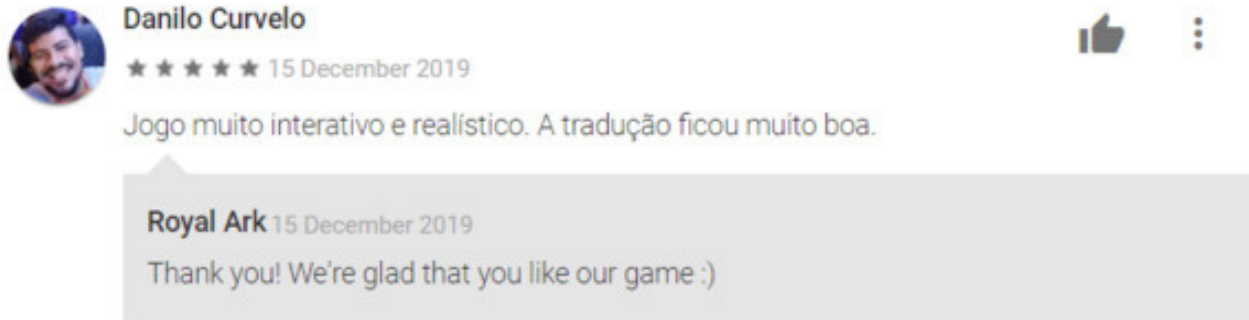 Danilo Curvelo
15 December 2019
Jogo muito interativo e realístico. A tradução ficou muito boa.
Royal Ark 15 December 2019
Thank you! We're glad that you like our game :)